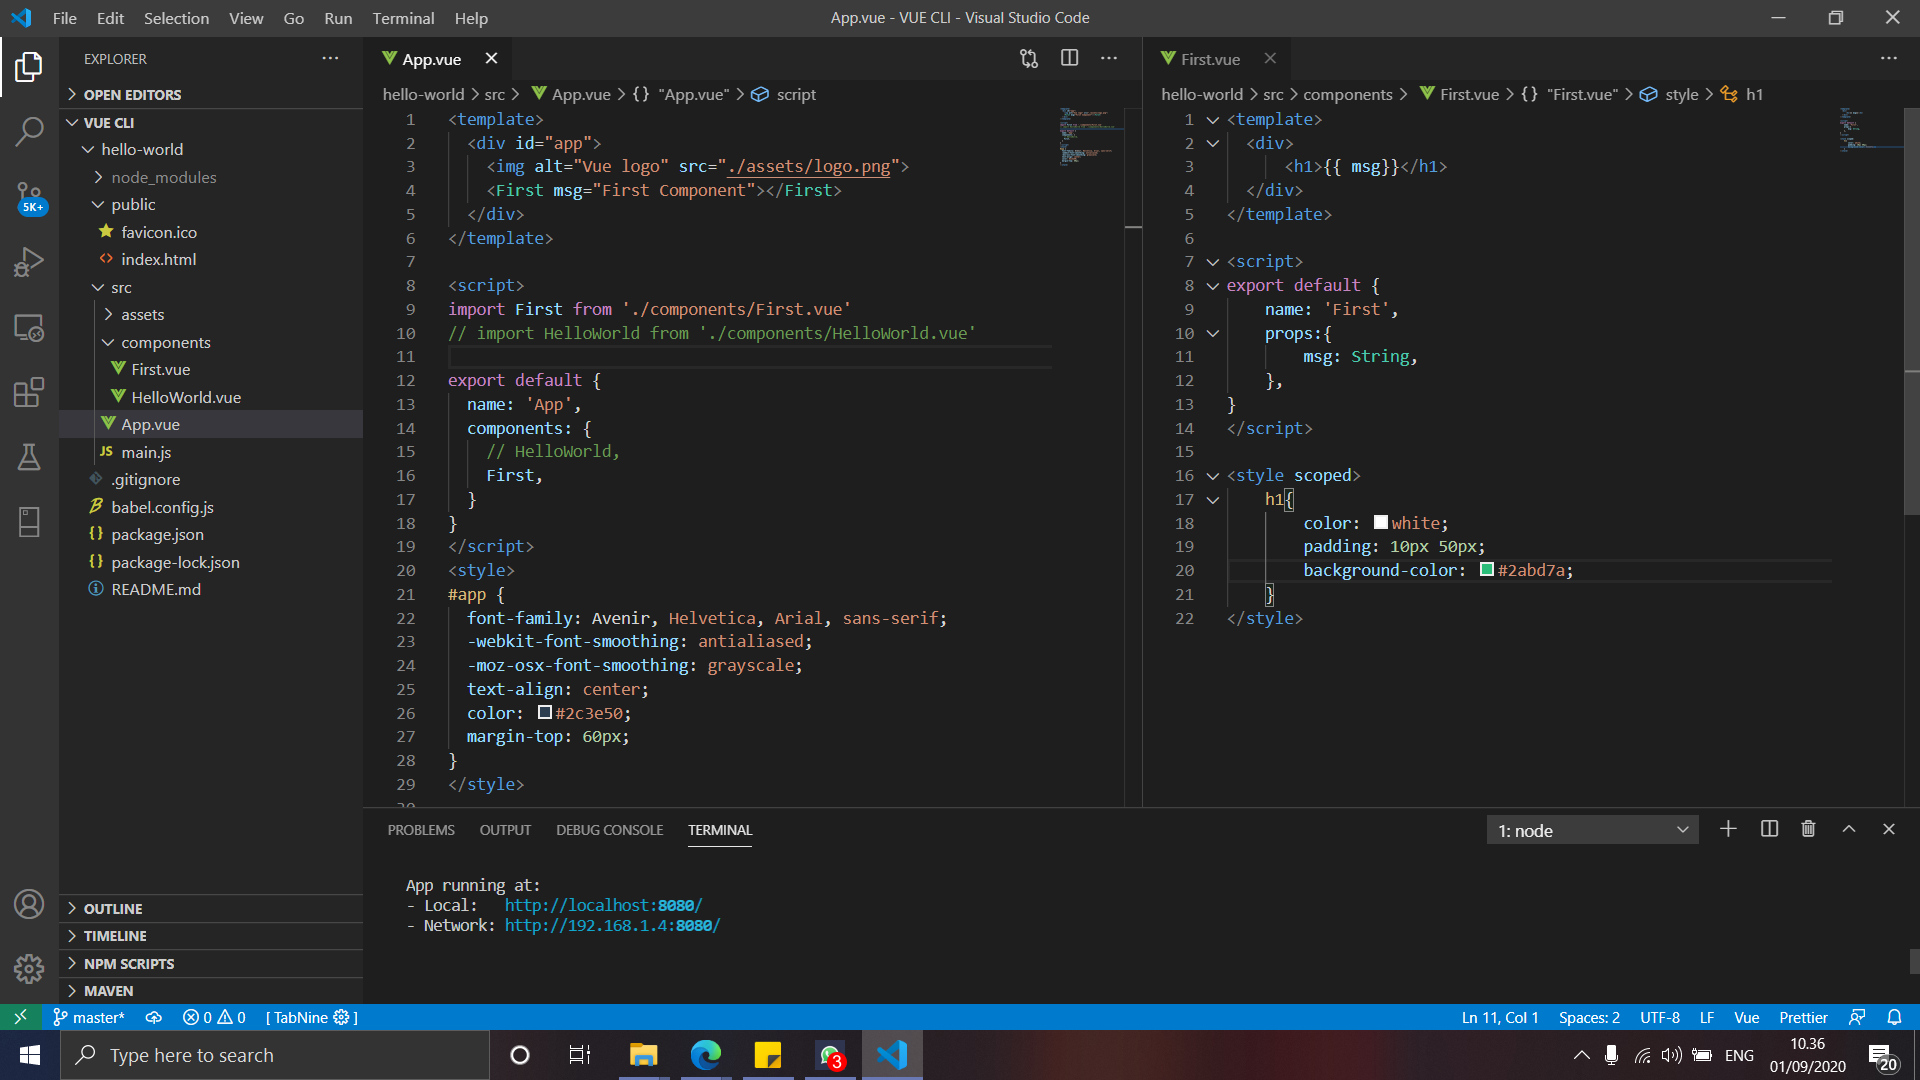 File Edit Selection View Go Run Terminal Help
App.vue - VUE CLI - Visual Studio Code
EXPLORER
OPEN EDITORS
VUE CLI
hello-world
node_modules
public
favicon.ico
index.html
src
assets
components
First.vue
HelloWorld.vue
App.vue
JS main.js
.gitignore
babel.config.js
package.json
package-lock.json
README.md
OUTLINE
TIMELINE
NPM SCRIPTS
MAVEN
5K+
App.vue
hello-world > src > App.vue > {} "App.vue" > script
1 <template>
2 <div id="app">
3 <img alt="Vue logo" src="./assets/logo.png">
4 <First msg="First Component"></First>
5 </div>
6 </template>
7
8 <script>
9 import First from './components/First.vue'
10 // import HelloWorld from './components/HelloWorld.vue'
11
12 export default {
13 name: 'App',
14 components: {
15 // HelloWorld,
16 First,
17 }
18 }
19 </script>
20 <style>
21 #app {
22 font-family: Avenir, Helvetica, Arial, sans-serif;
23 -webkit-font-smoothing: antialiased;
24 -moz-osx-font-smoothing: grayscale;
25 text-align: center;
26 color: #2c3e50;
27 margin-top: 60px;
28 }
29 </style>
First.vue
hello-world > src > components > First.vue > {} "First.vue" > style > h1
1 <template>
2 <div>
3 <h1>{{ msg}}</h1>
4 </div>
5 </template>
6
7 <script>
8 export default {
9 name: 'First',
10 props:{
11 msg: String,
12 },
13 }
14 </script>
15
16 <style scoped>
17 h1{
18 color: white;
19 padding: 10px 50px;
20 background-color: #2abd7a;
21 }
22 </style>
PROBLEMS OUTPUT DEBUG CONSOLE TERMINAL
1: node
App running at:
- Local: http://localhost:8080/
- Network: http://192.168.1.4:8080/
master* 0 0 [ TabNine ]
Ln 11, Col 1 Spaces: 2 UTF-8 LF Vue Prettier
Type here to search
3
ENG
10.36
01/09/2020
20